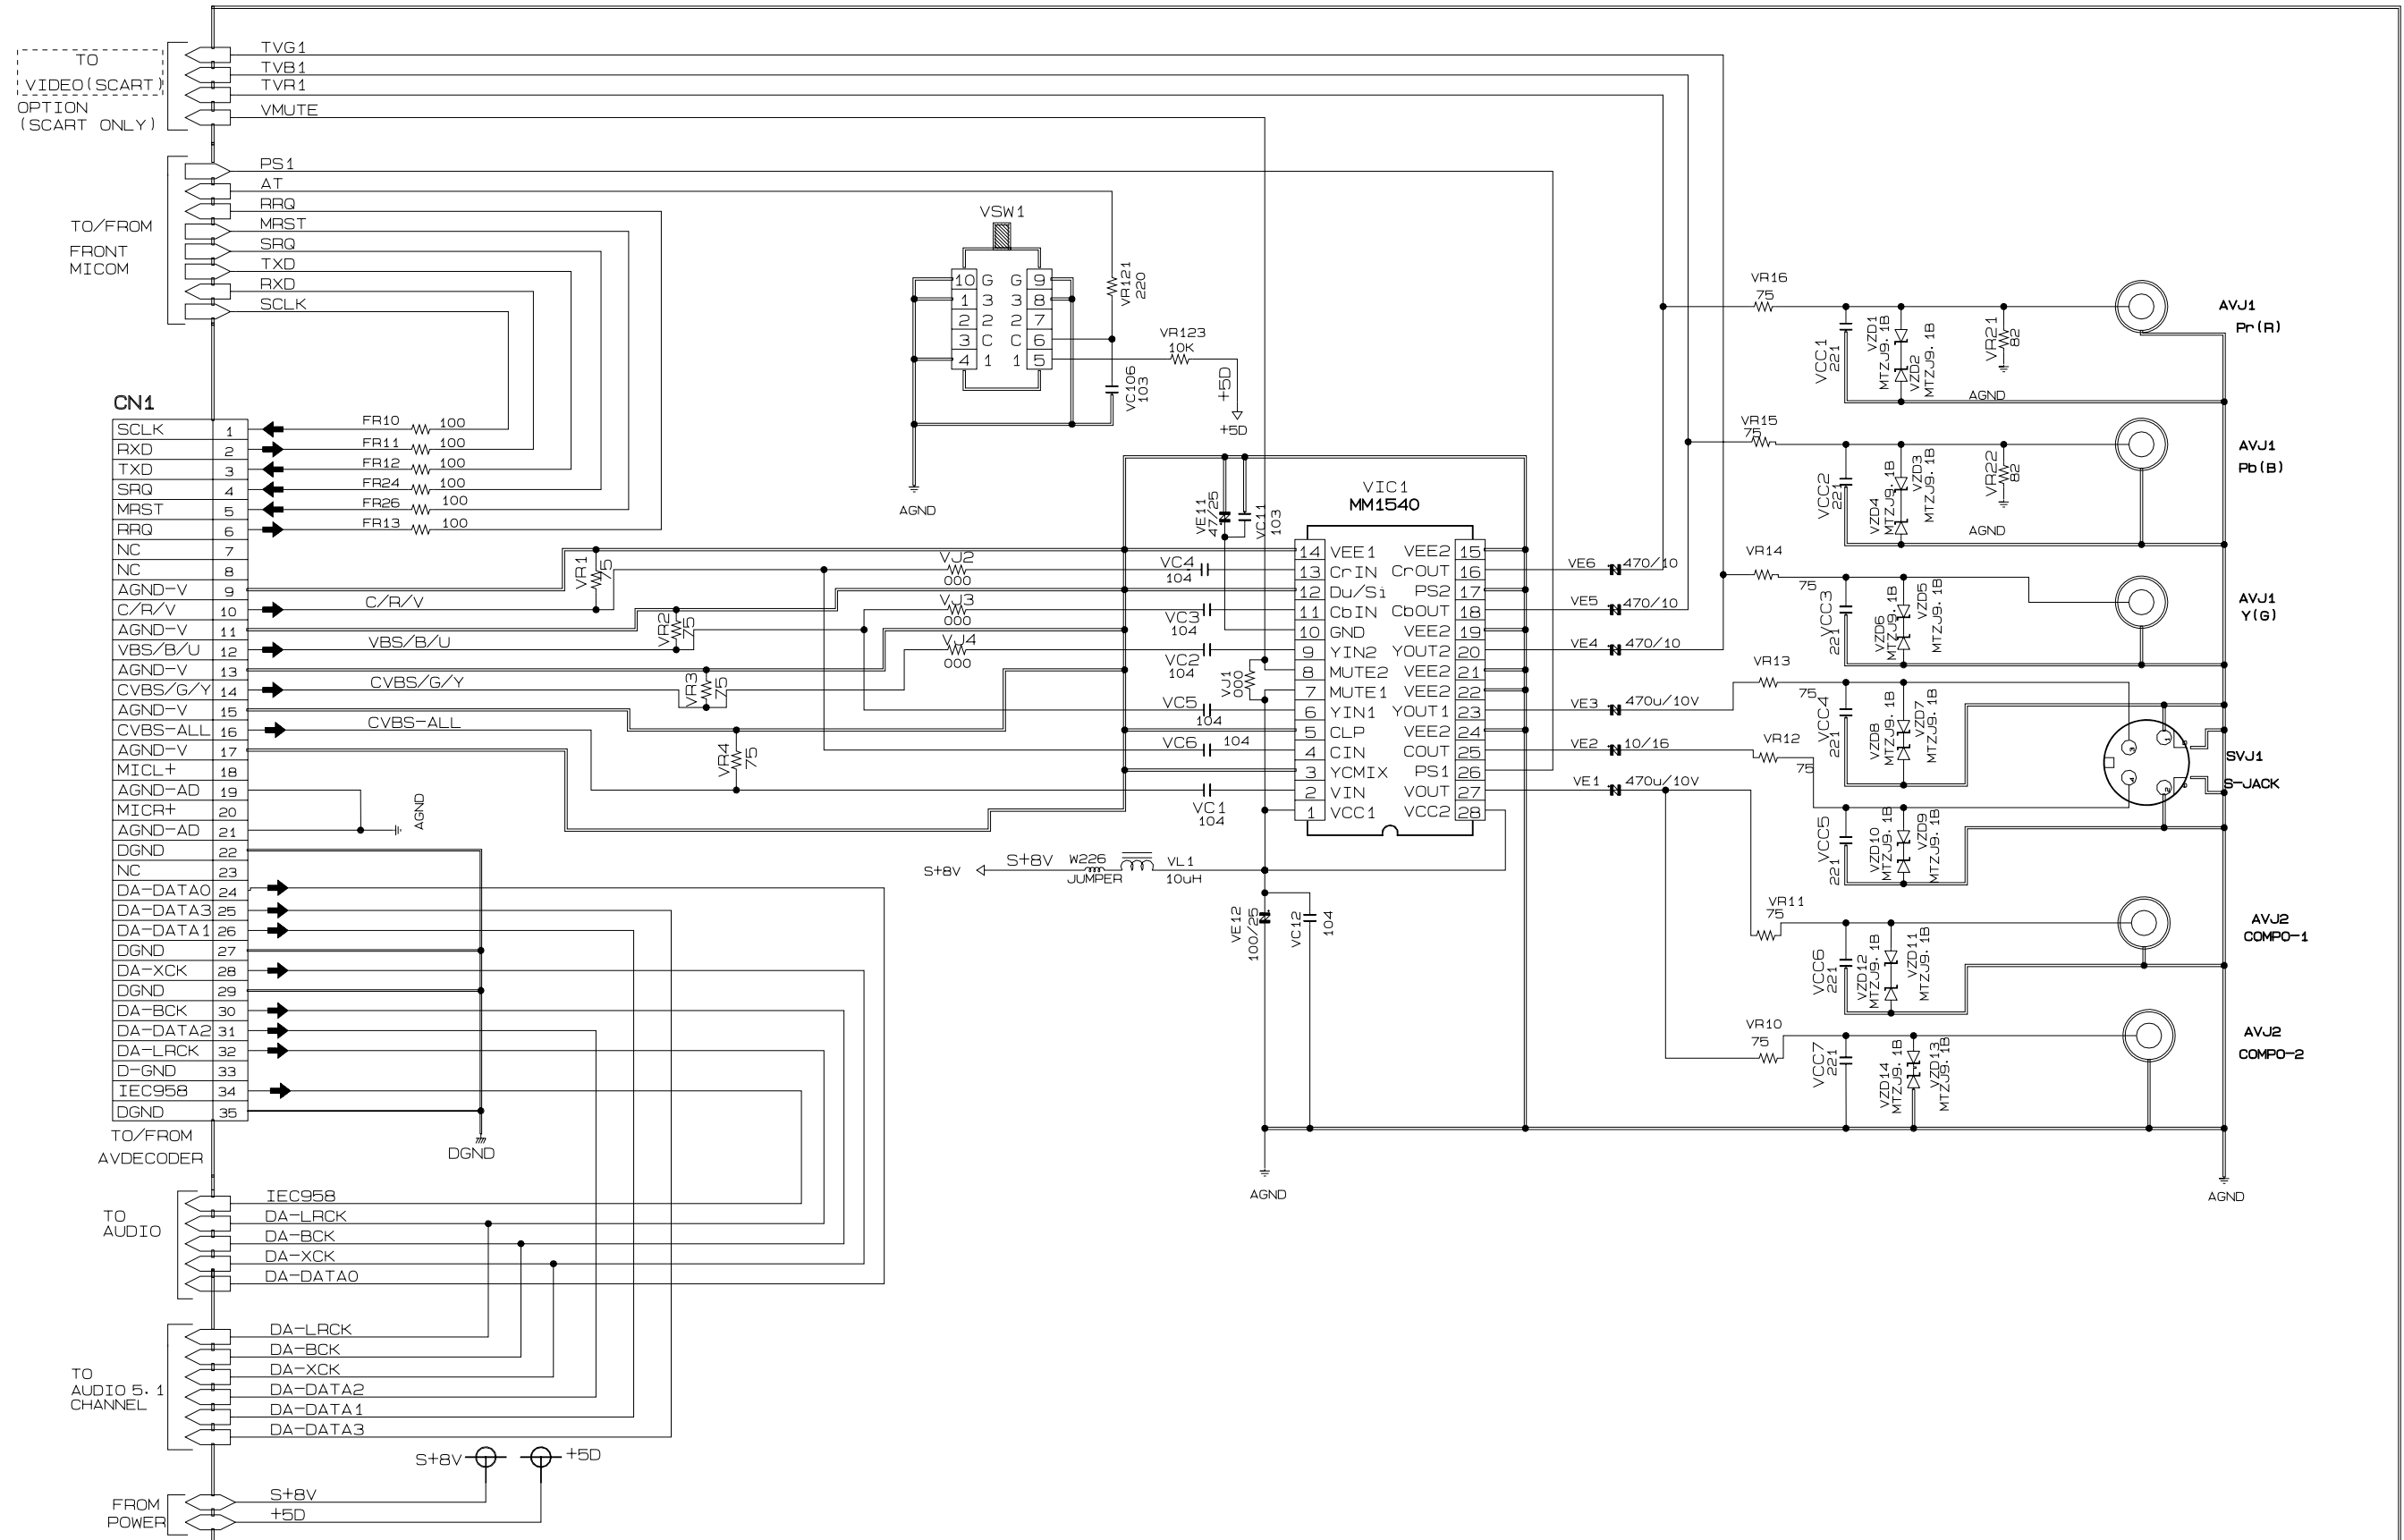 TO
VIDEO(SCART)
OPTION
(SCART ONLY)
TVG1
TVB1
TVR1
VMUTE
TO/FROM
FRONT
MICOM
PS1
AT
RRQ
MRST
SRQ
TXD
RXD
SCLK
VSW1
10 G G 9
1 3 3 8
2 2 2 7
3 C C 6
4 1 1 5
VR121
220
VR123
10K
VC106
103
+5D
+5D
AGND
CN1
SCLK 1
RXD 2
TXD 3
SRQ 4
MRST 5
RRQ 6
NC 7
NC 8
AGND-V 9
C/R/V 10
AGND-V 11
VBS/B/U 12
AGND-V 13
CVBS/G/Y 14
AGND-V 15
CVBS-ALL 16
AGND-V 17
MICL+ 18
AGND-AD 19
MICR+ 20
AGND-AD 21
DGND 22
NC 23
DA-DATA0 24
DA-DATA3 25
DA-DATA1 26
DGND 27
DA-XCK 28
DGND 29
DA-BCK 30
DA-DATA2 31
DA-LRCK 32
D-GND 33
IEC958 34
DGND 35
TO/FROM
AVDECODER
FR10 100
FR11 100
FR12 100
FR24 100
FR26 100
FR13 100
C/R/V
VBS/B/U
CVBS/G/Y
CVBS-ALL
VR1
75
VR2
75
VR3
75
VR4
75
VJ2
000
VJ3
000
VJ4
000
AGND
DGND
VC4
104
VC3
104
VC2
104
VC5
104
VC6 104
VC1
104
VE11
47/25
VC11
103
VJ1
000
VIC1
MM1540
14 VEE1 VEE2 15
13 CrIN CrOUT 16
12 Du/Si PS2 17
11 CbIN CbOUT 18
10 GND VEE2 19
9 YIN2 YOUT2 20
8 MUTE2 VEE2 21
7 MUTE1 VEE2 22
6 YIN1 YOUT1 23
5 CLP VEE2 24
4 CIN COUT 25
3 YCMIX PS1 26
2 VIN VOUT 27
1 VCC1 VCC2 28
S+8V
S+8V
W226
JUMPER
VL1
10uH
VE12
100/25
VC12
104
AGND
VE6 470/10
VE5 470/10
VE4 470/10
VE3 470u/10V
VE2 10/16
VE1 470u/10V
VR16
75
VCC1
221
VZD1
MTZJ9.1B
VZD2
MTZJ9.1B
VR21
82
AGND
AVJ1
Pr(R)
VR15
75
VCC2
221
VZD4
MTZJ9.1B
VZD3
MTZJ9.1B
VR22
82
AGND
AVJ1
Pb(B)
VR14
75
VCC3
221
VZD6
MTZJ9.1B
VZD5
MTZJ9.1B
AVJ1
Y(G)
VR13
75
VCC4
221
VZD8
MTZJ9.1B
VZD7
MTZJ9.1B
VR12
75
3
1
4
2
SVJ1
S-JACK
VCC5
221
VZD10
MTZJ9.1B
VZD9
MTZJ9.1B
VR11
75
VCC6
221
VZD12
MTZJ9.1B
VZD11
MTZJ9.1B
AVJ2
COMPO-1
VR10
75
VCC7
221
VZD14
MTZJ9.1B
VZD13
MTZJ9.1B
AVJ2
COMPO-2
AGND
TO
AUDIO
IEC958
DA-LRCK
DA-BCK
DA-XCK
DA-DATA0
TO
AUDIO 5.1
CHANNEL
DA-LRCK
DA-BCK
DA-XCK
DA-DATA2
DA-DATA1
DA-DATA3
S+8V
+5D
FROM
POWER
S+8V
+5D